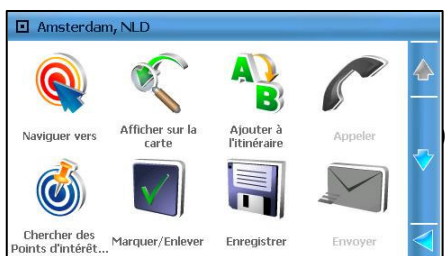 Amsterdam, NLD
Naviguer vers
Afficher sur la
carte
Ajouter à
l'itinéraire
Appeler
Chercher des
Points d'intérêt...
Marquer/Enlever
Enregistrer
Envoyer
A
B